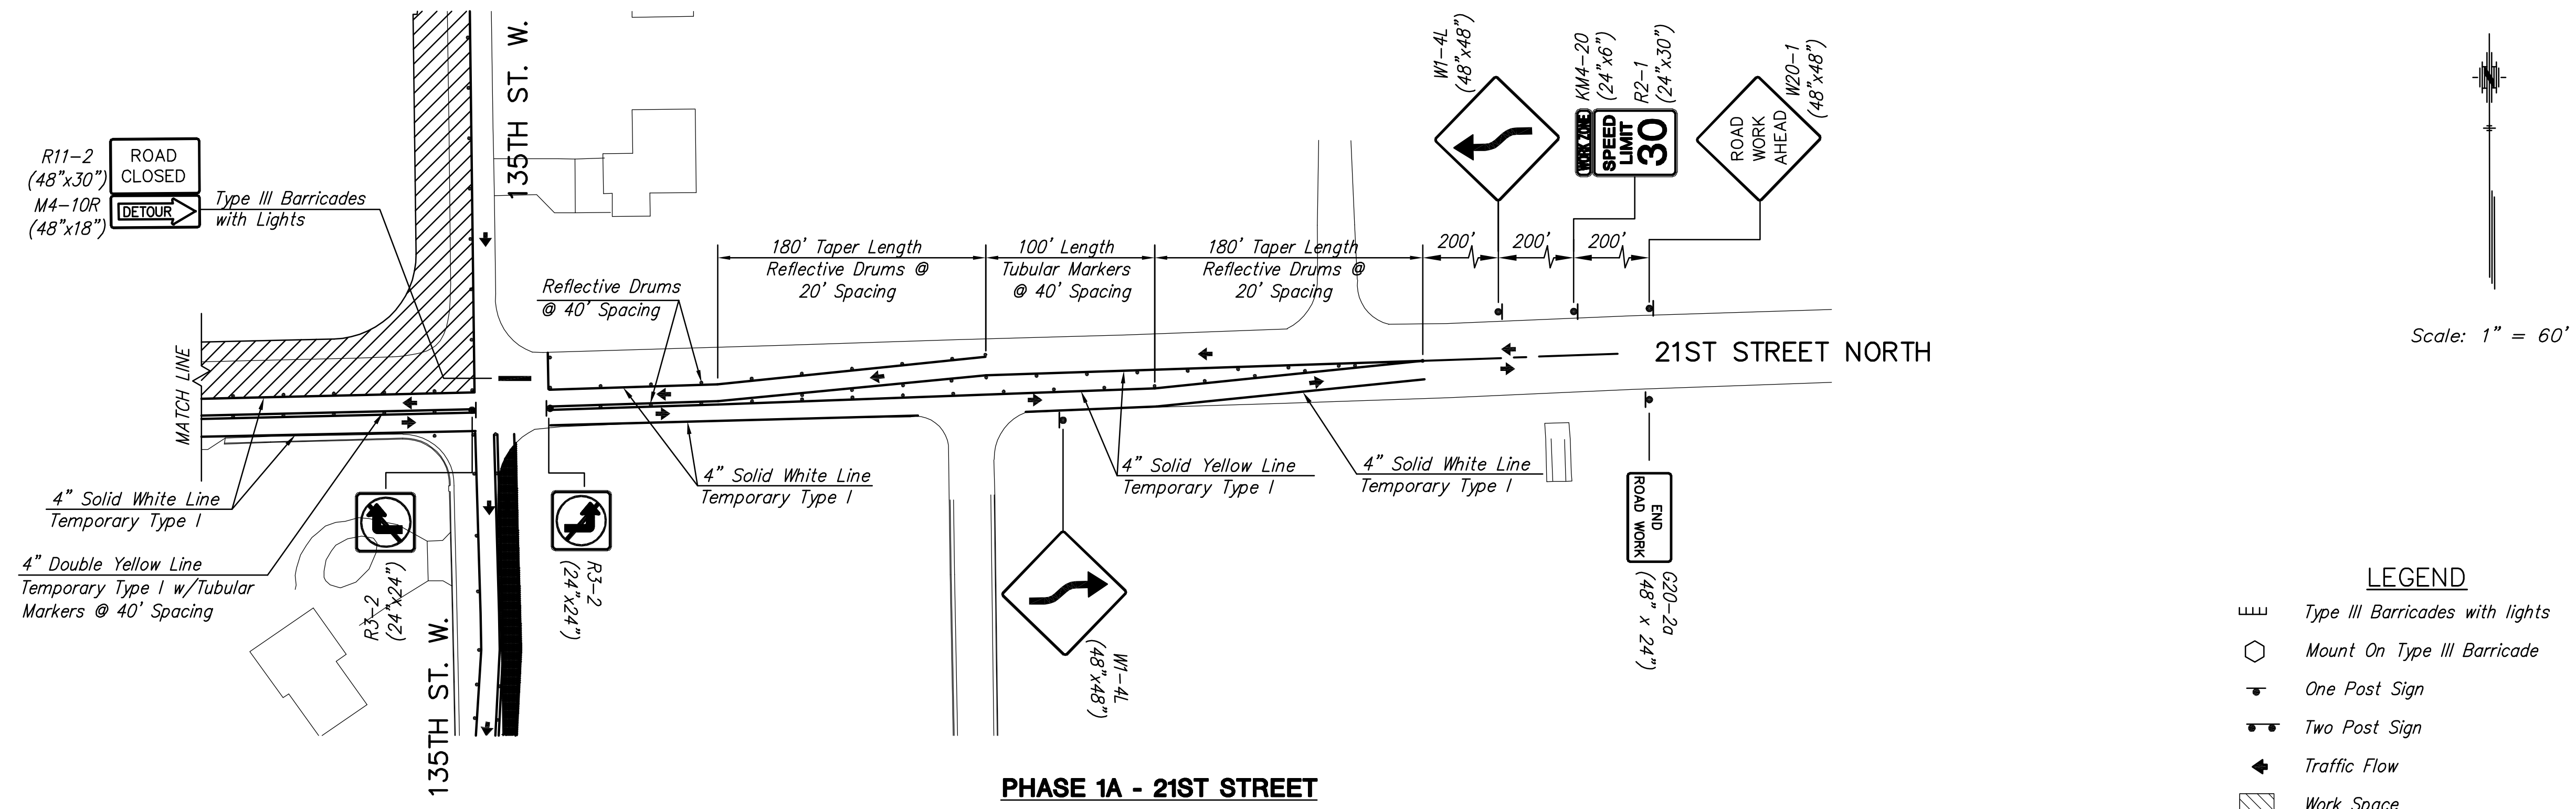 135TH ST. W.
R11-2
(48"x30")
M4-10R
(48"x18")
ROAD
CLOSED
DETOUR
Type III Barricades
with Lights
Reflective Drums
@ 40' Spacing
180' Taper Length
Reflective Drums @
20' Spacing
100' Length
Tubular Markers
@ 40' Spacing
180' Taper Length
Reflective Drums @
20' Spacing
200'
200'
200'
W1-4L
(48"x48")
KM4-20
(24"x6")
R2-1
(24"x30")
W20-1
(48"x48")
WORK ZONE
SPEED
LIMIT
30
ROAD
WORK
AHEAD
N
Scale: 1" = 60'
21ST STREET NORTH
MATCH LINE
4" Solid White Line
Temporary Type I
4" Double Yellow Line
Temporary Type I w/Tubular
Markers @ 40' Spacing
R3-2
(24"x24")
R3-2
(24"x24")
135TH ST. W.
4" Solid White Line
Temporary Type I
4" Solid Yellow Line
Temporary Type I
4" Solid White Line
Temporary Type I
W1-4L
(48"x48")
END
ROAD WORK
G20-2a
(48" x 24")
PHASE 1A - 21ST STREET
LEGEND
Type III Barricades with lights
Mount On Type III Barricade
One Post Sign
Two Post Sign
Traffic Flow
Work Space